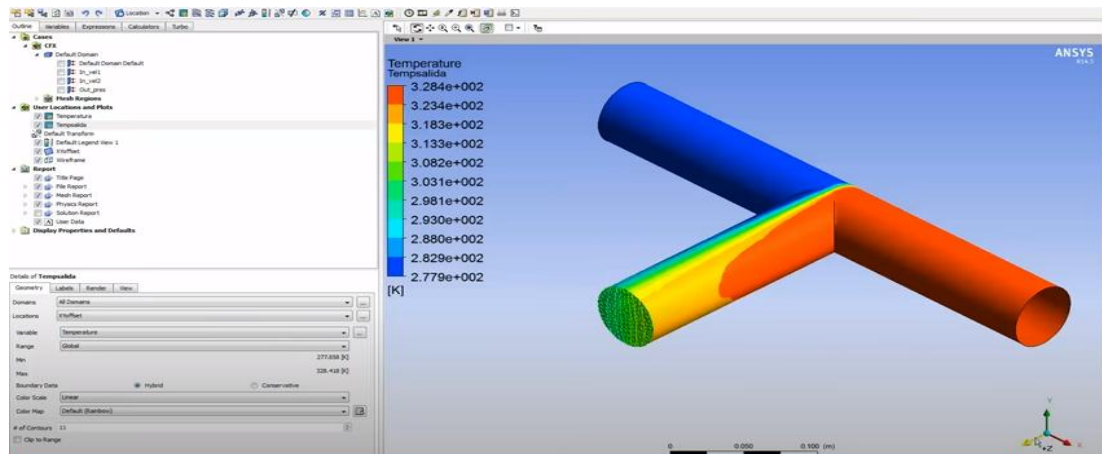 Location
Outline Variables Expressions Calculators Turbo
Cases
CFX
Default Domain
Default Domain Default
In_vel1
In_vel2
Out_pres
Mesh Regions
User Locations and Plots
Temperatura
Tempsalida
Default Transform
Default Legend View 1
XYoffset
Wireframe
Report
Title Page
File Report
Mesh Report
Physics Report
Solution Report
User Data
Display Properties and Defaults
Details of Tempsalida
Geometry Labels Render View
Domains All Domains
Locations XYoffset
Variable Temperature
Range Global
Min
Max 328.418 [K]
Boundary Data Hybrid Conservative
Color Scale Linear
Color Map Default (Rainbow)
# of Contours 11
Clip to Range
View 1
Temperature
Tempsalida
3.284e+002
3.234e+002
3.183e+002
3.133e+002
3.082e+002
3.031e+002
2.981e+002
2.930e+002
2.880e+002
2.829e+002
2.779e+002
[K]
ANSYS
0 0.050 0.100 (m)
Y
X
Z